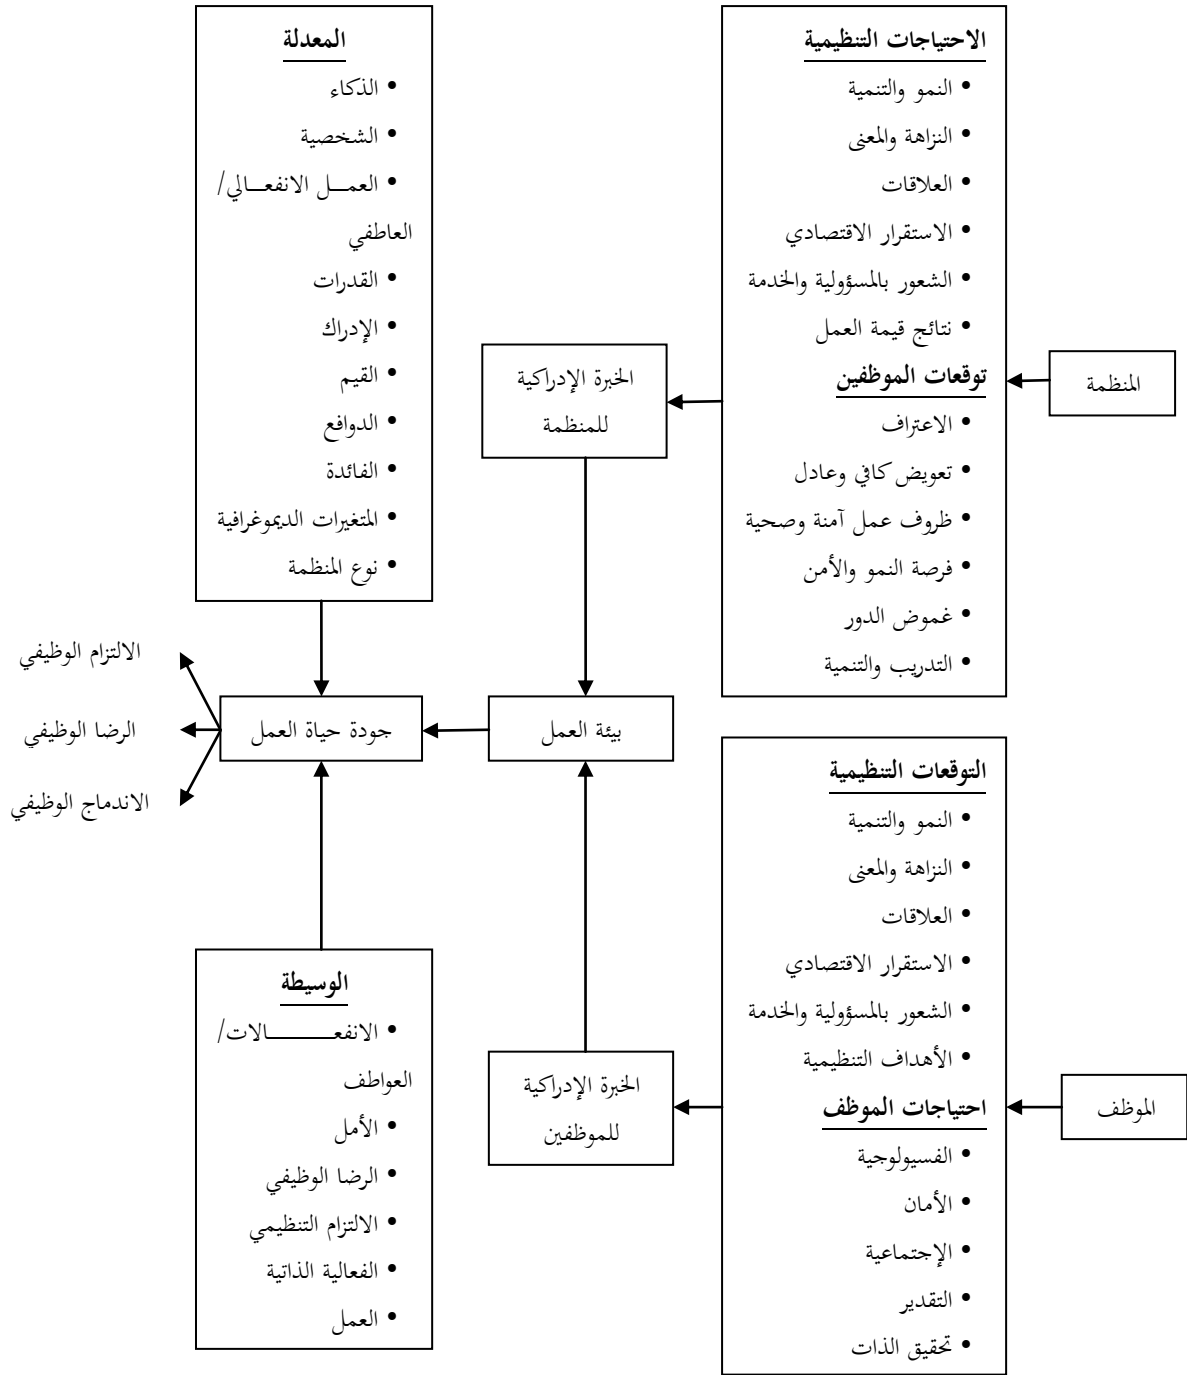 المنظمة
الاحتياجات التنظيمية
• النمو والتنمية
• النزاهة والمعنى
• العلاقات
• الاستقرار الاقتصادي
• الشعور بالمسؤولية والخدمة
• نتائج قيمة العمل
توقعات الموظفين
• الاعتراف
• تعويض كافي وعادل
• ظروف عمل آمنة وصحية
• فرصة النمو والأمن
• غموض الدور
• التدريب والتنمية
الخبرة الإدراكية
للمنظمة
المعدلة
• الذكاء
• الشخصية
• العمـل الانفعـالي/
العاطفي
• القدرات
• الإدراك
• القيم
• الدوافع
• الفائدة
• المتغيرات الديموغرافية
• نوع المنظمة
بيئة العمل
جودة حياة العمل
الالتزام الوظيفي
الرضا الوظيفي
الاندماج الوظيفي
الموظف
التوقعات التنظيمية
• النمو والتنمية
• النزاهة والمعنى
• العلاقات
• الاستقرار الاقتصادي
• الشعور بالمسؤولية والخدمة
• الأهداف التنظيمية
احتياجات الموظف
• الفسيولوجية
• الأمان
• الإجتماعية
• التقدير
• تحقيق الذات
الخبرة الإدراكية
للموظفين
الوسيطة
• الانفعـــــالات/
العواطف
• الأمل
• الرضا الوظيفي
• الالتزام التنظيمي
• الفعالية الذاتية
• العمل